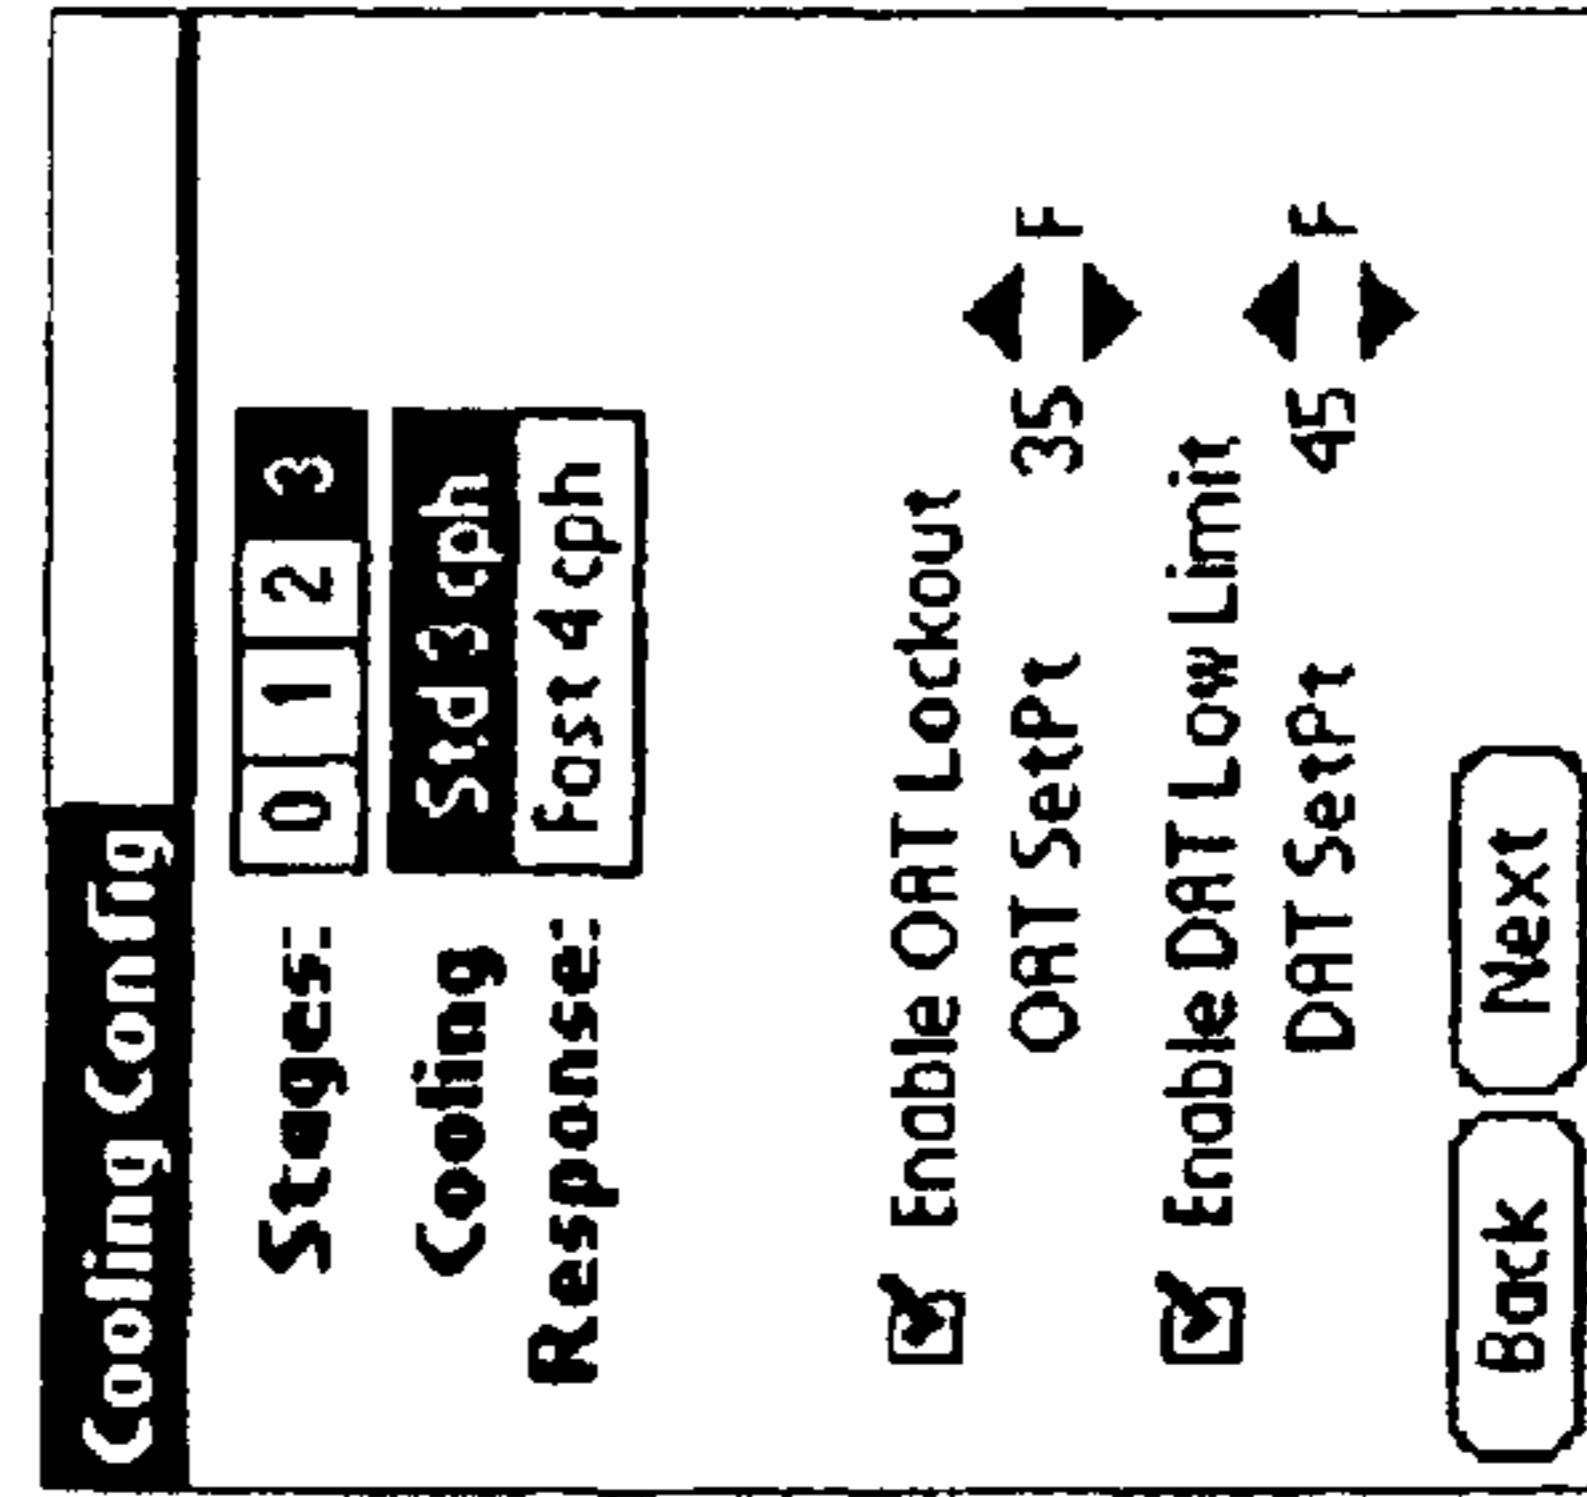 Cooling Config
Stages: 0 1 2 3
Cooling Std 3 cph
Response: Fast 4 cph
Enable OAT Lockout
OAT SetPt 35 F
Enable DAT Low Limit
DAT SetPt 45 F
Back Next